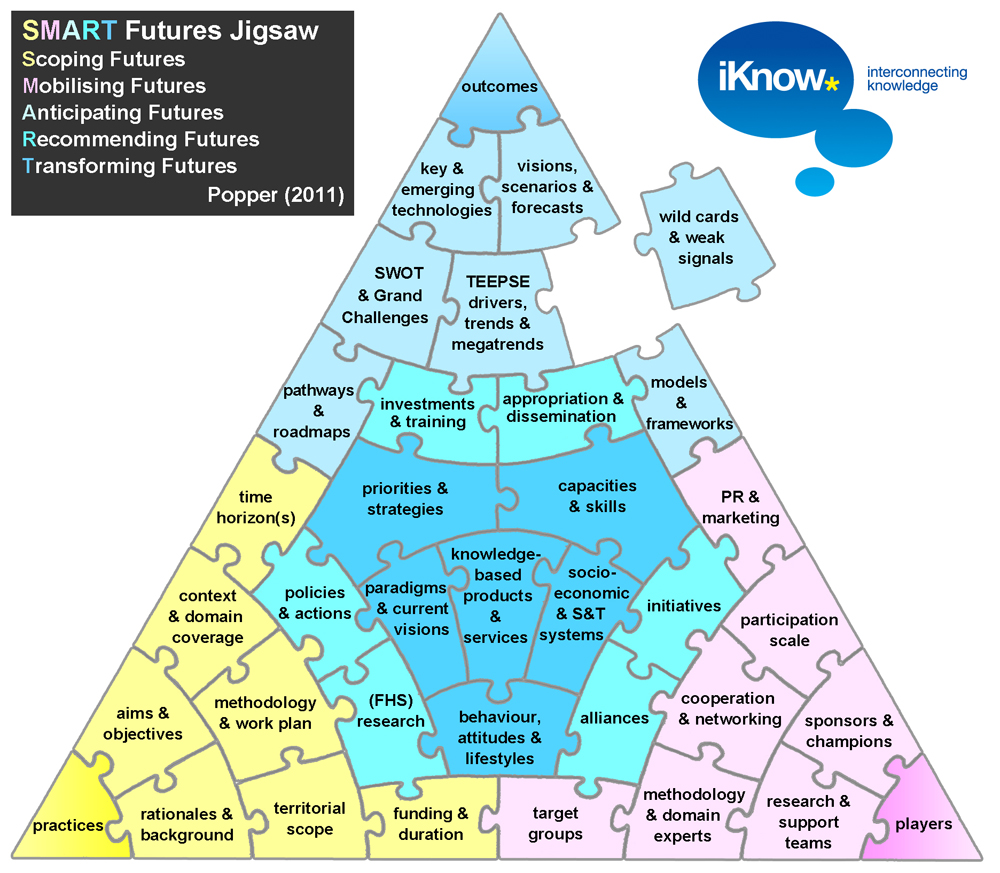 SMART Futures Jigsaw
Scoping Futures
Mobilising Futures
Anticipating Futures
Recommending Futures
Transforming Futures
Popper (2011)
iKnow*
interconnecting
knowledge
outcomes
key &
emerging
technologies
visions,
scenarios &
forecasts
wild cards
& weak
signals
SWOT
& Grand
Challenges
TEEPSE
drivers,
trends &
megatrends
pathways
&
roadmaps
investments
& training
appropriation &
dissemination
models
&
frameworks
time
horizon(s)
priorities &
strategies
capacities
& skills
PR &
marketing
context
& domain
coverage
policies
& actions
paradigms
& current
visions
knowledge-
based
products
&
services
socio-
economic
& S&T
systems
initiatives
participation
scale
aims &
objectives
methodology
& work plan
(FHS)
research
behaviour,
attitudes &
lifestyles
alliances
cooperation
& networking
sponsors &
champions
practices
rationales &
background
territorial
scope
funding &
duration
target
groups
methodology
& domain
experts
research &
support
teams
players